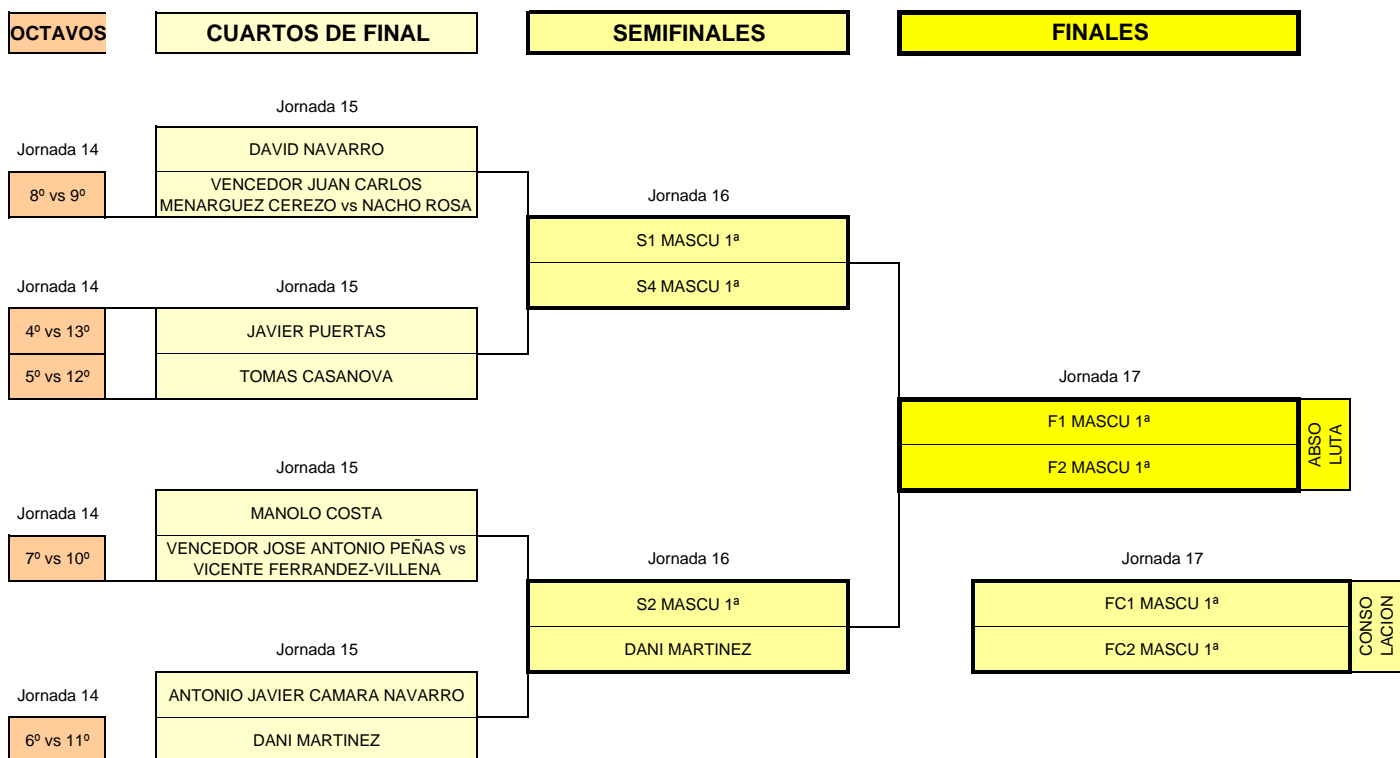 OCTAVOS
CUARTOS DE FINAL
SEMIFINALES
FINALES
Jornada 15
Jornada 14
DAVID NAVARRO
8º vs 9º
VENCEDOR JUAN CARLOS
MENARGUEZ CEREZO vs NACHO ROSA
Jornada 16
S1 MASCU 1ª
S4 MASCU 1ª
Jornada 14
Jornada 15
4º vs 13º
JAVIER PUERTAS
5º vs 12º
TOMAS CASANOVA
Jornada 17
F1 MASCU 1ª
F2 MASCU 1ª
ABSO
LUTA
Jornada 15
Jornada 14
MANOLO COSTA
7º vs 10º
VENCEDOR JOSE ANTONIO PEÑAS vs
VICENTE FERRANDEZ-VILLENA
Jornada 16
Jornada 17
S2 MASCU 1ª
DANI MARTINEZ
FC1 MASCU 1ª
FC2 MASCU 1ª
CONSO
LACION
Jornada 15
Jornada 14
ANTONIO JAVIER CAMARA NAVARRO
6º vs 11º
DANI MARTINEZ